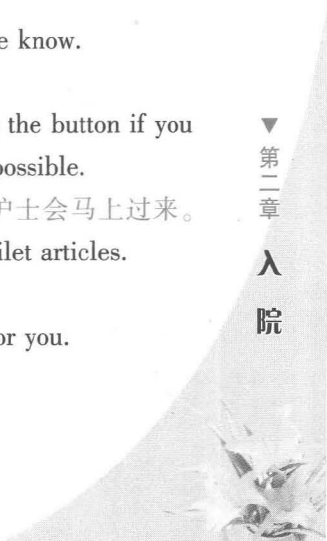 e know.
the button if you
possible.
护士会马上过来。
ilet articles.
or you.
▼
第二章
入院